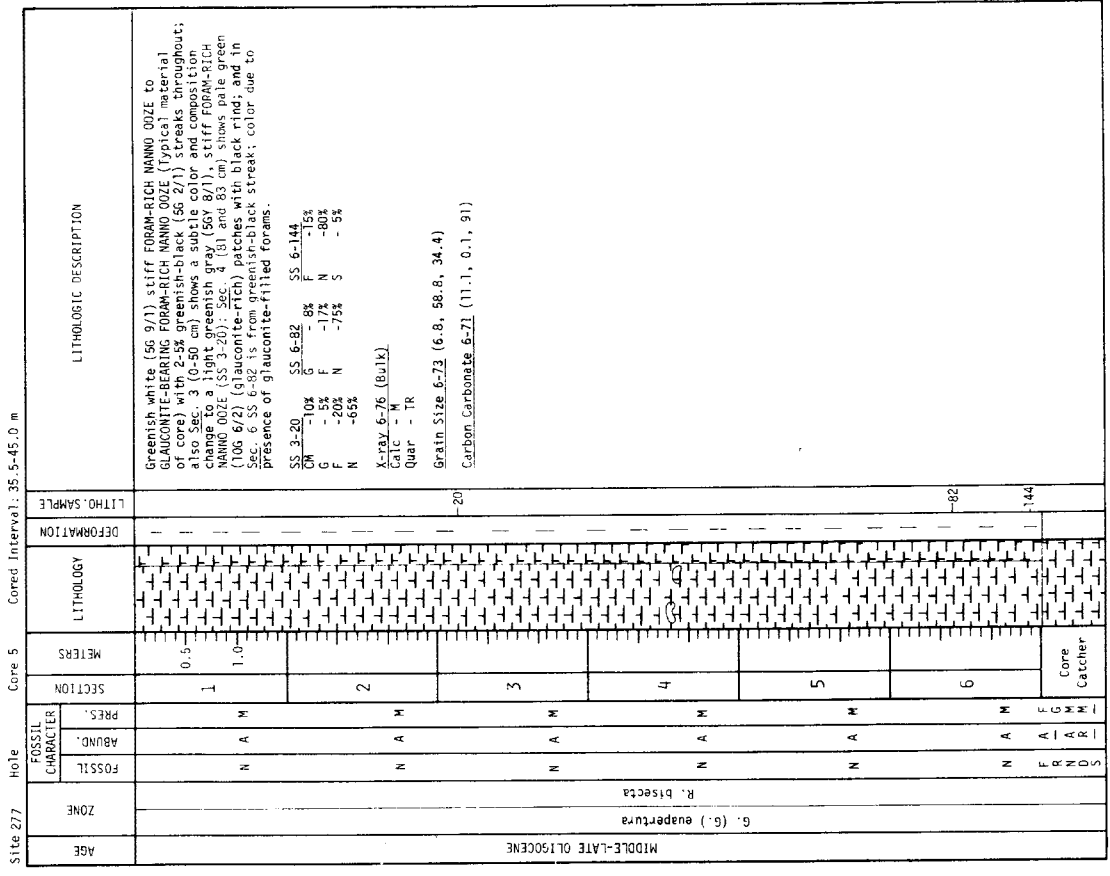 Site 277 Hole Core 5 Cored Interval: 35.5-45.0 m
AGE
ZONE
FOSSIL CHARACTER
FOSSIL
ABUND.
PRES.
SECTION
METERS
LITHOLOGY
DEFORMATION
LITHO.SAMPLE
LITHOLOGIC DESCRIPTION
MIDDLE-LATE OLIGOCENE
G. (G.) euapertura
R. bisecta
N A M 1
0.5
1.0
N A M 2
N A M 3
N A M 4
N A M 5
N A M 6
F A F
R — G
N A M
D R M
S — —
Core
Catcher
20
82
144
Greenish white (5G 9/1) stiff FORAM-RICH NANNO OOZE to
GLAUCONITE-BEARING FORAM-RICH NANNO OOZE (Typical material
of core) with 2-5% greenish-black (5G 2/1) streaks throughout;
also Sec. 3 (0-50 cm) shows a subtle color and composition
change to a light greenish gray (5GY 8/1), stiff FORAM-RICH
NANNO OOZE (SS 3-20); Sec. 4 (81 and 83 cm) shows pale green
(10G 6/2) (glauconite-rich) patches with black rind; and in
Sec. 6 SS 6-82 is from greenish-black streak; color due to
presence of glauconite-filled forams.
SS 3-20 SS 6-82 SS 6-144
CM -10% G - 8% F -15%
G - 5% F -17% N -80%
F -20% N -75% S - 5%
N -65%
X-ray 6-76 (Bulk)
Calc - M
Quar - TR
Grain Size 6-73 (6.8, 58.8, 34.4)
Carbon Carbonate 6-71 (11.1, 0.1, 91)